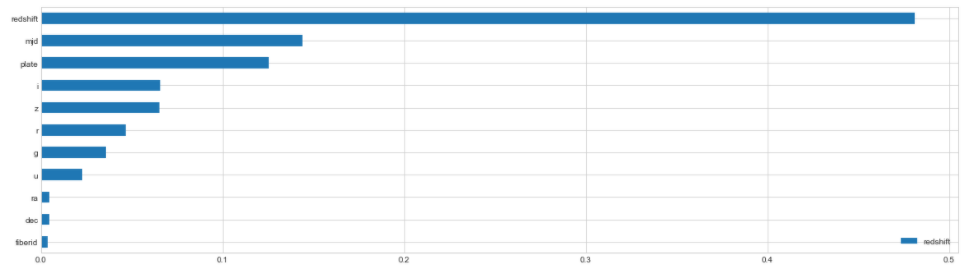 redshift
mjd
plate
i
z
r
g
u
ra
dec
fiberid
redshift
0.0 0.1 0.2 0.3 0.4 0.5